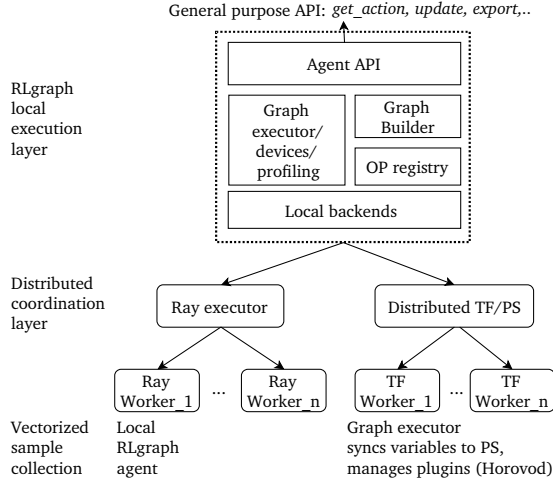 General purpose API: get_action, update, export,..
Agent API
RLgraph
local
execution
layer
Graph
executor/
devices/
profiling
Graph
Builder
OP registry
Local backends
Distributed
coordination
layer
Ray executor
Distributed TF/PS
Ray
Worker_1
...
Ray
Worker_n
TF
Worker_1
...
TF
Worker_n
Vectorized
sample
collection
Local
RLgraph
agent
Graph executor
syncs variables to PS,
manages plugins (Horovod)